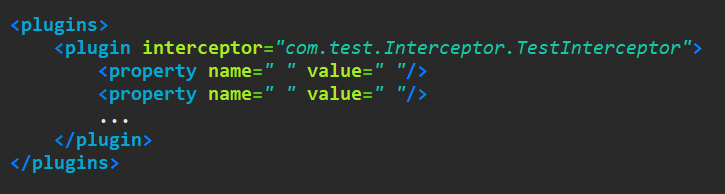 <plugins>
    <plugin interceptor="com.test.Interceptor.TestInterceptor">
        <property name=" " value=" "/>
        <property name=" " value=" "/>
        ...
    </plugin>
</plugins>